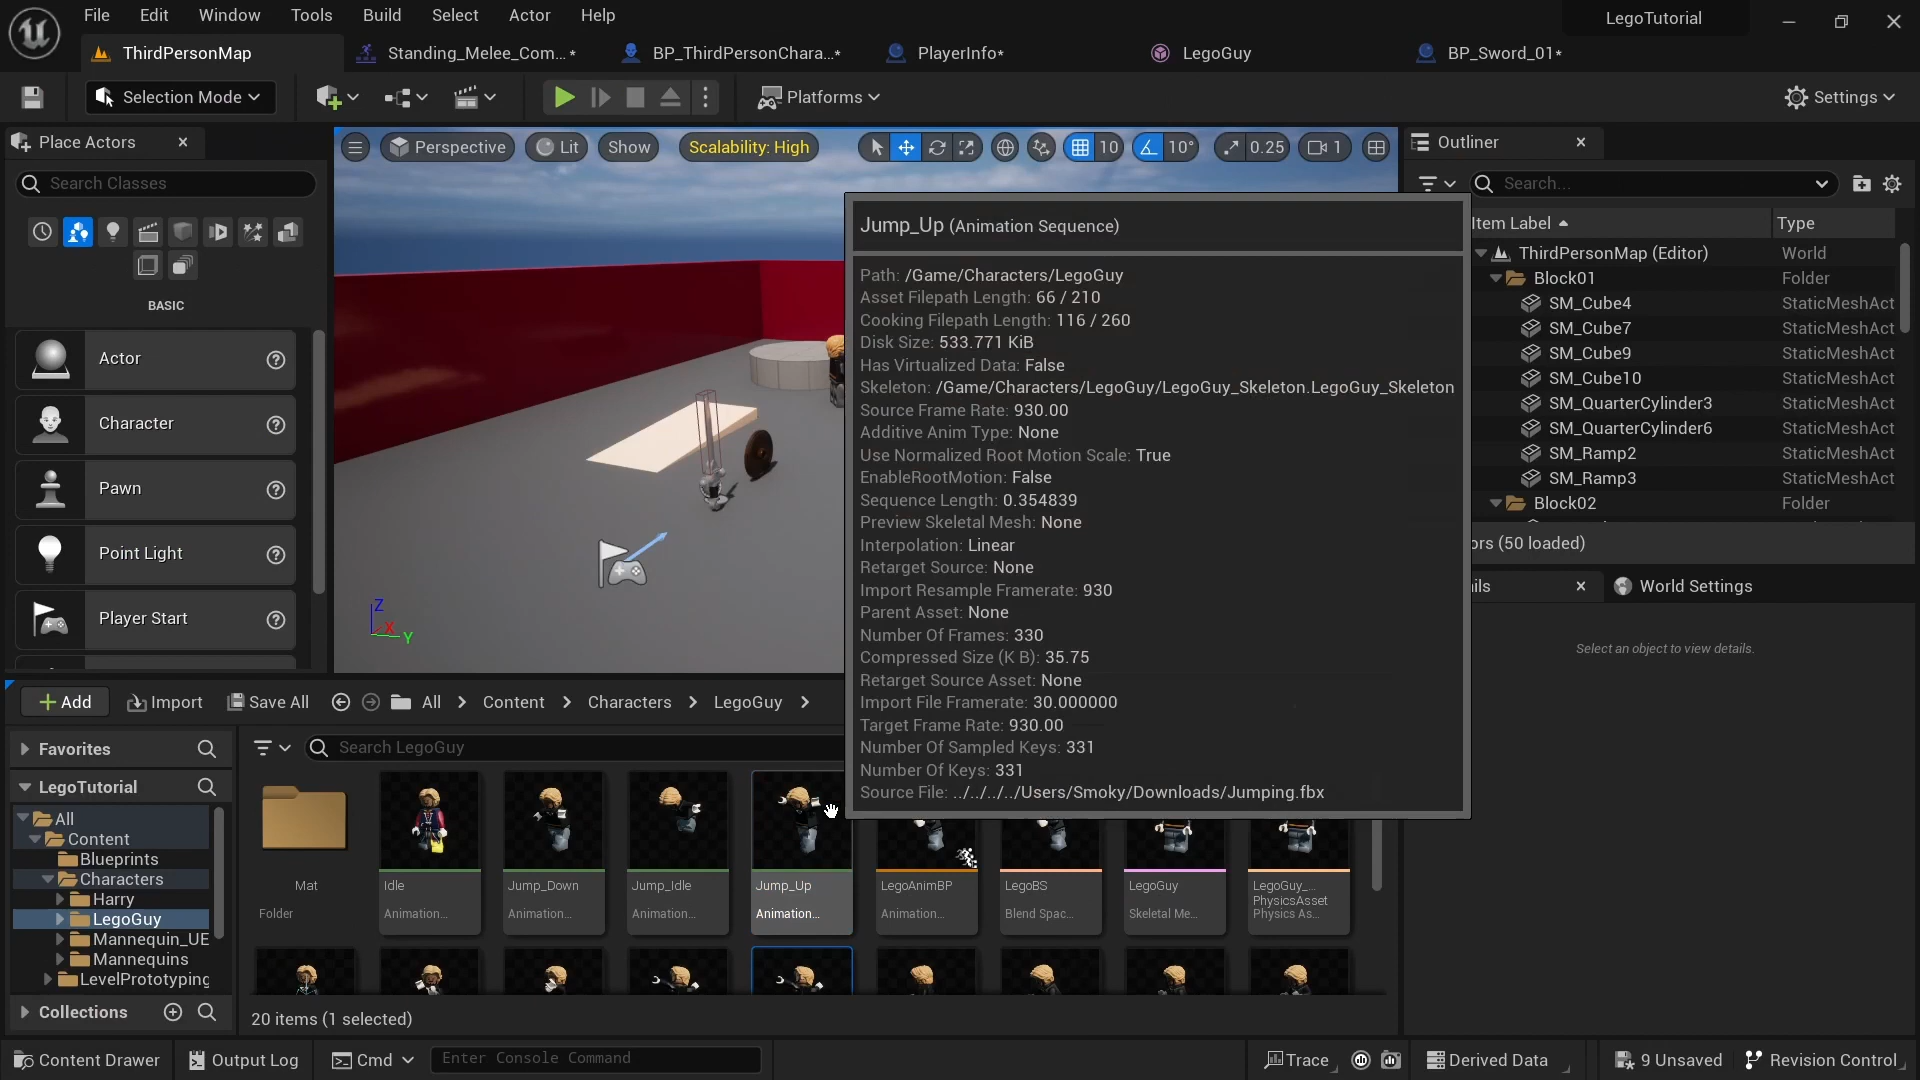 File Edit Window Tools Build Select Actor Help
LegoTutorial
ThirdPersonMap
Standing_Melee_Com...*
BP_ThirdPersonChara...*
PlayerInfo*
LegoGuy
BP_Sword_01*
Selection Mode
Platforms
Settings
Place Actors
Search Classes
BASIC
Actor
Character
Pawn
Point Light
Player Start
Perspective
Lit
Show
Scalability: High
10
10°
0.25
1
Z
X
Y
Jump_Up (Animation Sequence)
Path: /Game/Characters/LegoGuy
Asset Filepath Length: 66 / 210
Cooking Filepath Length: 116 / 260
Disk Size: 533.771 KiB
Has Virtualized Data: False
Skeleton: /Game/Characters/LegoGuy/LegoGuy_Skeleton.LegoGuy_Skeleton
Source Frame Rate: 930.00
Additive Anim Type: None
Use Normalized Root Motion Scale: True
EnableRootMotion: False
Sequence Length: 0.354839
Preview Skeletal Mesh: None
Interpolation: Linear
Retarget Source: None
Import Resample Framerate: 930
Parent Asset: None
Number Of Frames: 330
Compressed Size (K B): 35.75
Retarget Source Asset: None
Import File Framerate: 30.000000
Target Frame Rate: 930.00
Number Of Sampled Keys: 331
Number Of Keys: 331
Source File: ../../../../Users/Smoky/Downloads/Jumping.fbx
Outliner
Search...
Item Label Type
ThirdPersonMap (Editor) World
Block01 Folder
SM_Cube4 StaticMeshAct
SM_Cube7 StaticMeshAct
SM_Cube9 StaticMeshAct
SM_Cube10 StaticMeshAct
SM_QuarterCylinder3 StaticMeshAct
SM_QuarterCylinder6 StaticMeshAct
SM_Ramp2 StaticMeshAct
SM_Ramp3 StaticMeshAct
Block02 Folder
ors (50 loaded)
ils
World Settings
Select an object to view details.
Add
Import
Save All
All > Content > Characters > LegoGuy >
Favorites
LegoTutorial
All
Content
Blueprints
Characters
Harry
LegoGuy
Mannequin_UE
Mannequins
LevelPrototyping
Collections
Search LegoGuy
Mat
Folder
Idle
Animation...
Jump_Down
Animation...
Jump_Idle
Animation...
Jump_Up
Animation...
LegoAnimBP
Animation...
LegoBS
Blend Spac...
LegoGuy
Skeletal Me...
LegoGuy_...
PhysicsAsset
Physics As...
20 items (1 selected)
Content Drawer
Output Log
Cmd
Enter Console Command
Trace
Derived Data
9 Unsaved
Revision Control